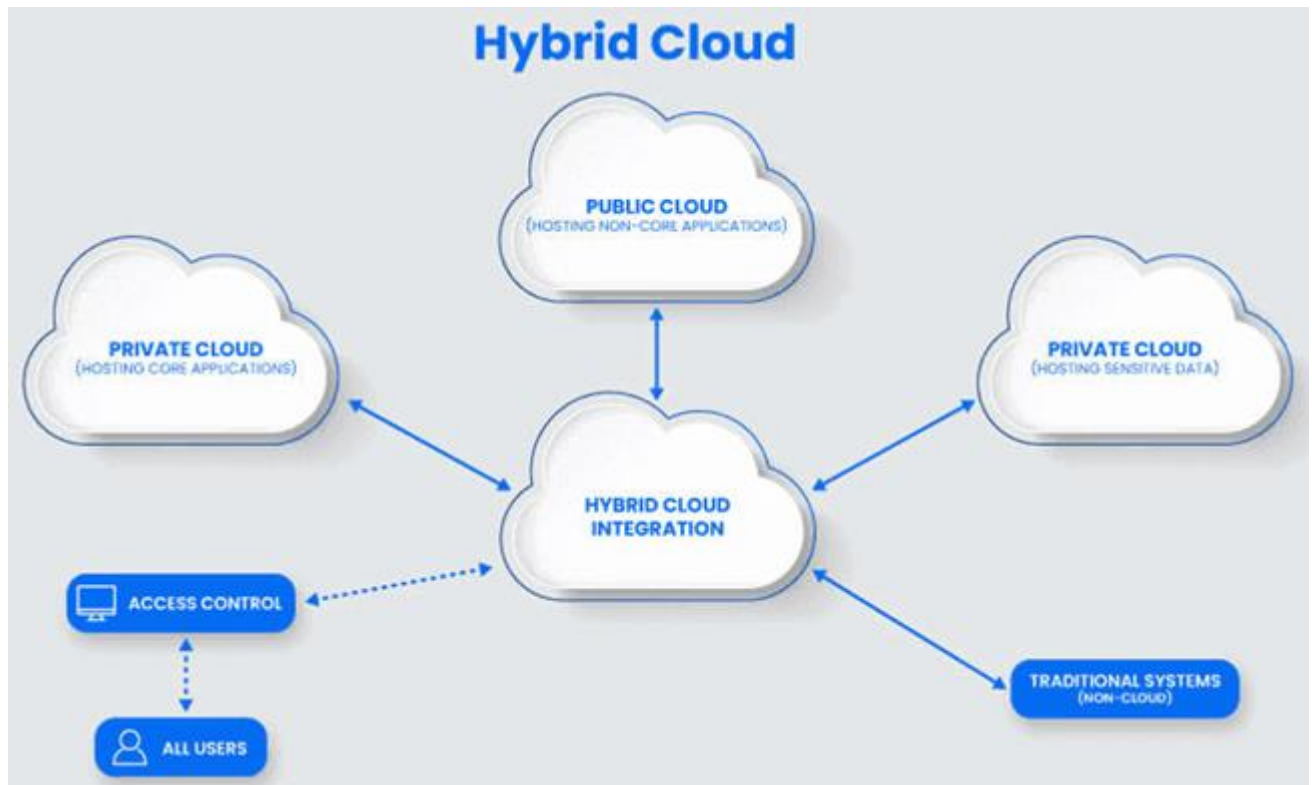 Hybrid Cloud
PUBLIC CLOUD
(HOSTING NON-CORE APPLICATIONS)
PRIVATE CLOUD
(HOSTING CORE APPLICATIONS)
PRIVATE CLOUD
(HOSTING SENSITIVE DATA)
HYBRID CLOUD
INTEGRATION
ACCESS CONTROL
TRADITIONAL SYSTEMS
(NON-CLOUD)
ALL USERS